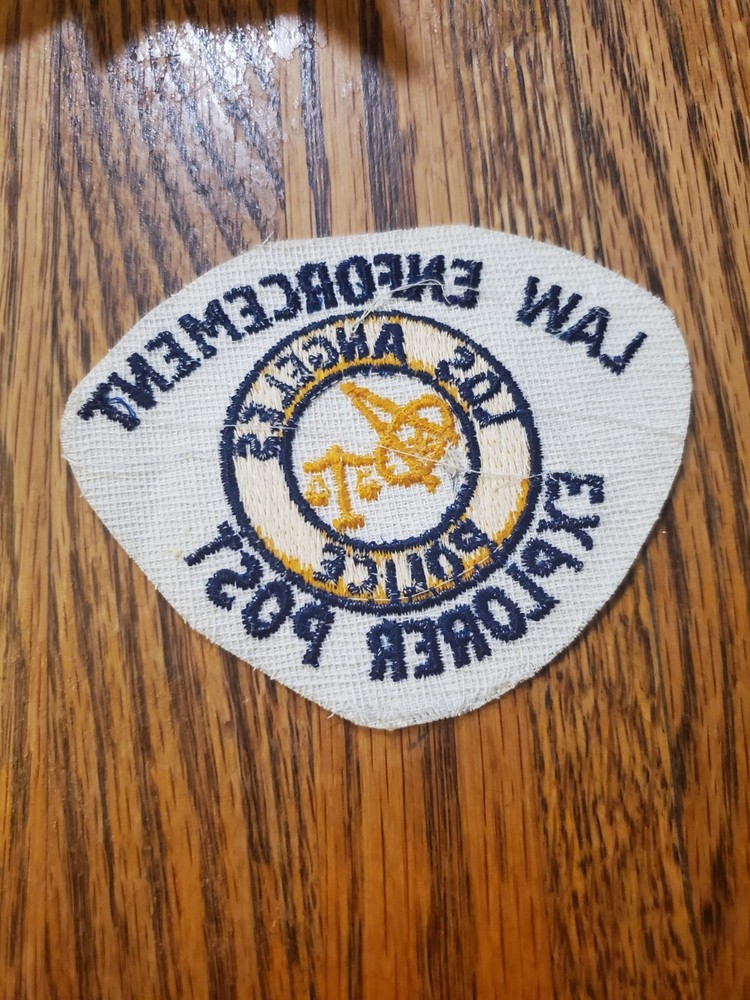 LAW ENFORCEMENT
LOS ANGELES
POLICE
EXPLORER POST